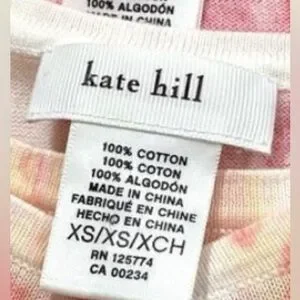 100% ALGODÓN
MADE IN CHINA
kate hill
100% COTTON
100% COTON
100% ALGODÓN
MADE IN CHINA
FABRIQUÉ EN CHINE
HECHO EN CHINA
XS/XS/XCH
RN 125774
CA 00234